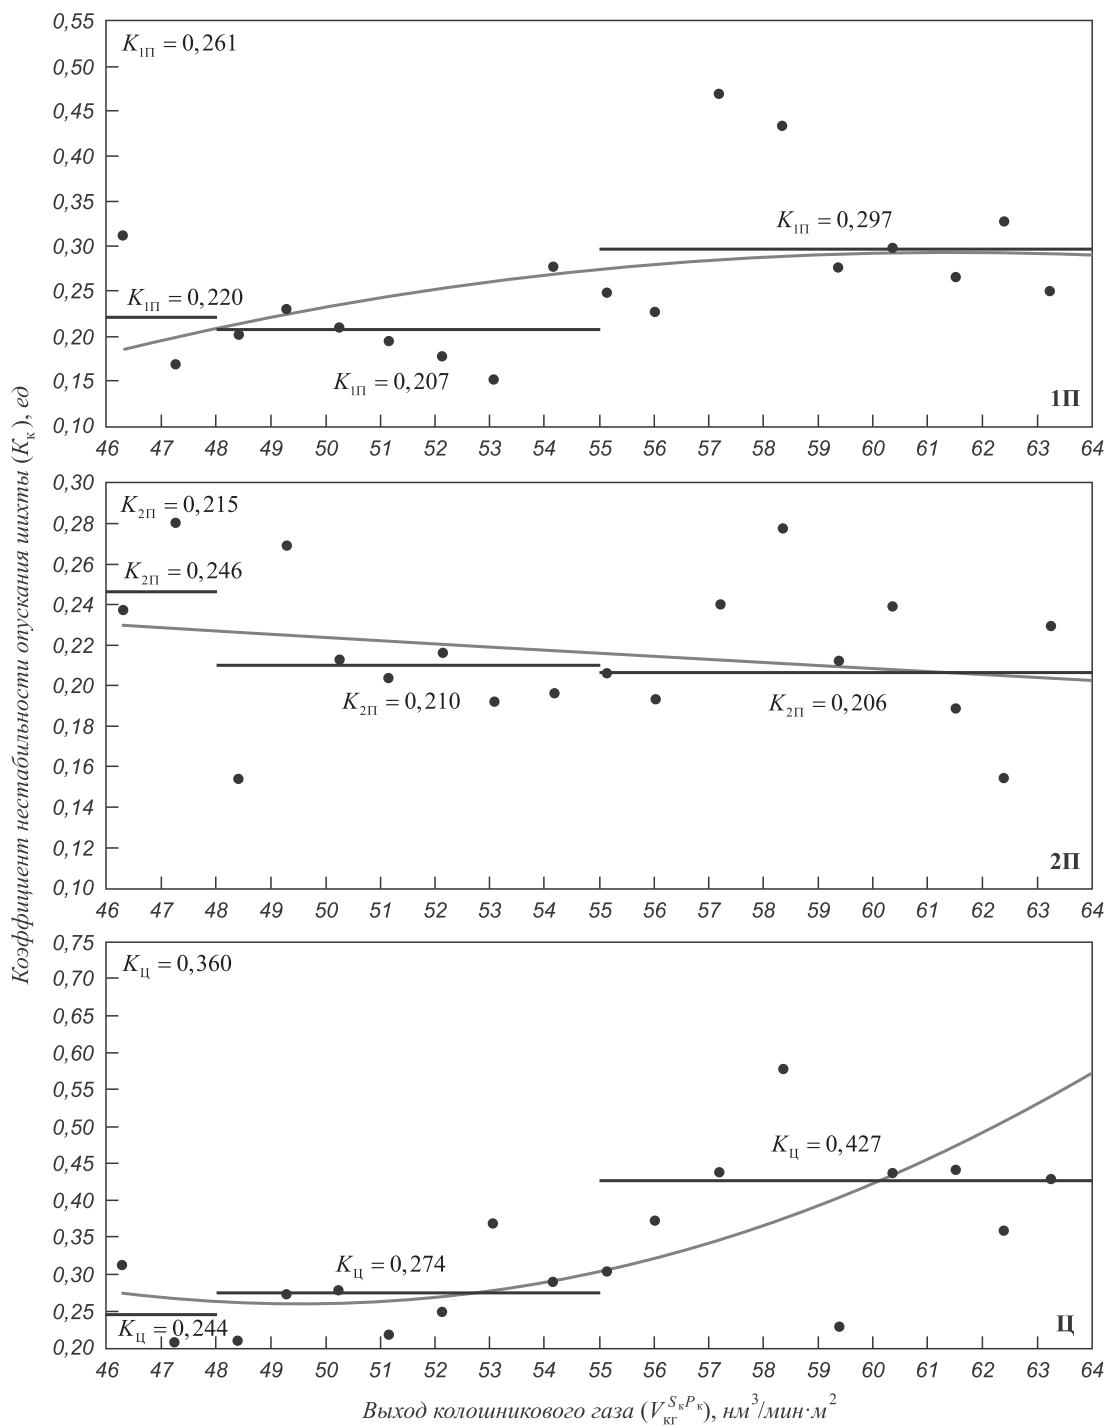 Коэффициент нестабильности опускания шихты (Kк), ед
0,55
0,50
0,45
0,40
0,35
0,30
0,25
0,20
0,15
0,10
K1П = 0,261
K1П = 0,297
K1П = 0,220
K1П = 0,207
1П
46 47 48 49 50 51 52 53 54 55 56 57 58 59 60 61 62 63 64
0,30
0,28
0,26
0,24
0,22
0,20
0,18
0,16
0,14
0,12
0,10
K2П = 0,215
K2П = 0,246
K2П = 0,210
K2П = 0,206
2П
46 47 48 49 50 51 52 53 54 55 56 57 58 59 60 61 62 63 64
0,75
0,70
0,65
0,60
0,55
0,50
0,45
0,40
0,35
0,30
0,25
0,20
KЦ = 0,360
KЦ = 0,427
KЦ = 0,274
KЦ = 0,244
Ц
46 47 48 49 50 51 52 53 54 55 56 57 58 59 60 61 62 63 64
Выход колошникового газа (VкгSкPк), нм³/мин·м²